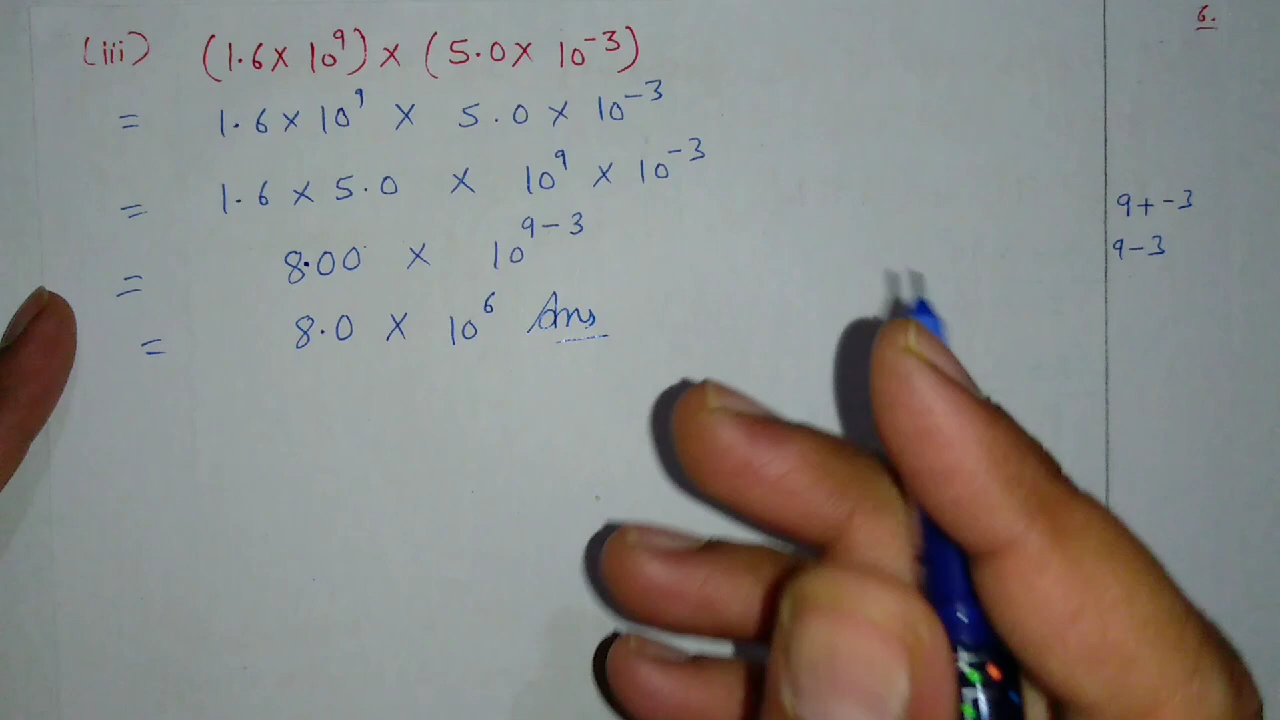 (iii) (1.6 × 10⁹) × (5.0 × 10⁻³)
= 1.6 × 10⁹ × 5.0 × 10⁻³
= 1.6 × 5.0 × 10⁹ × 10⁻³
= 8.00 × 10⁹⁻³
= 8.0 × 10⁶ Ans
6.
9+-3
9-3